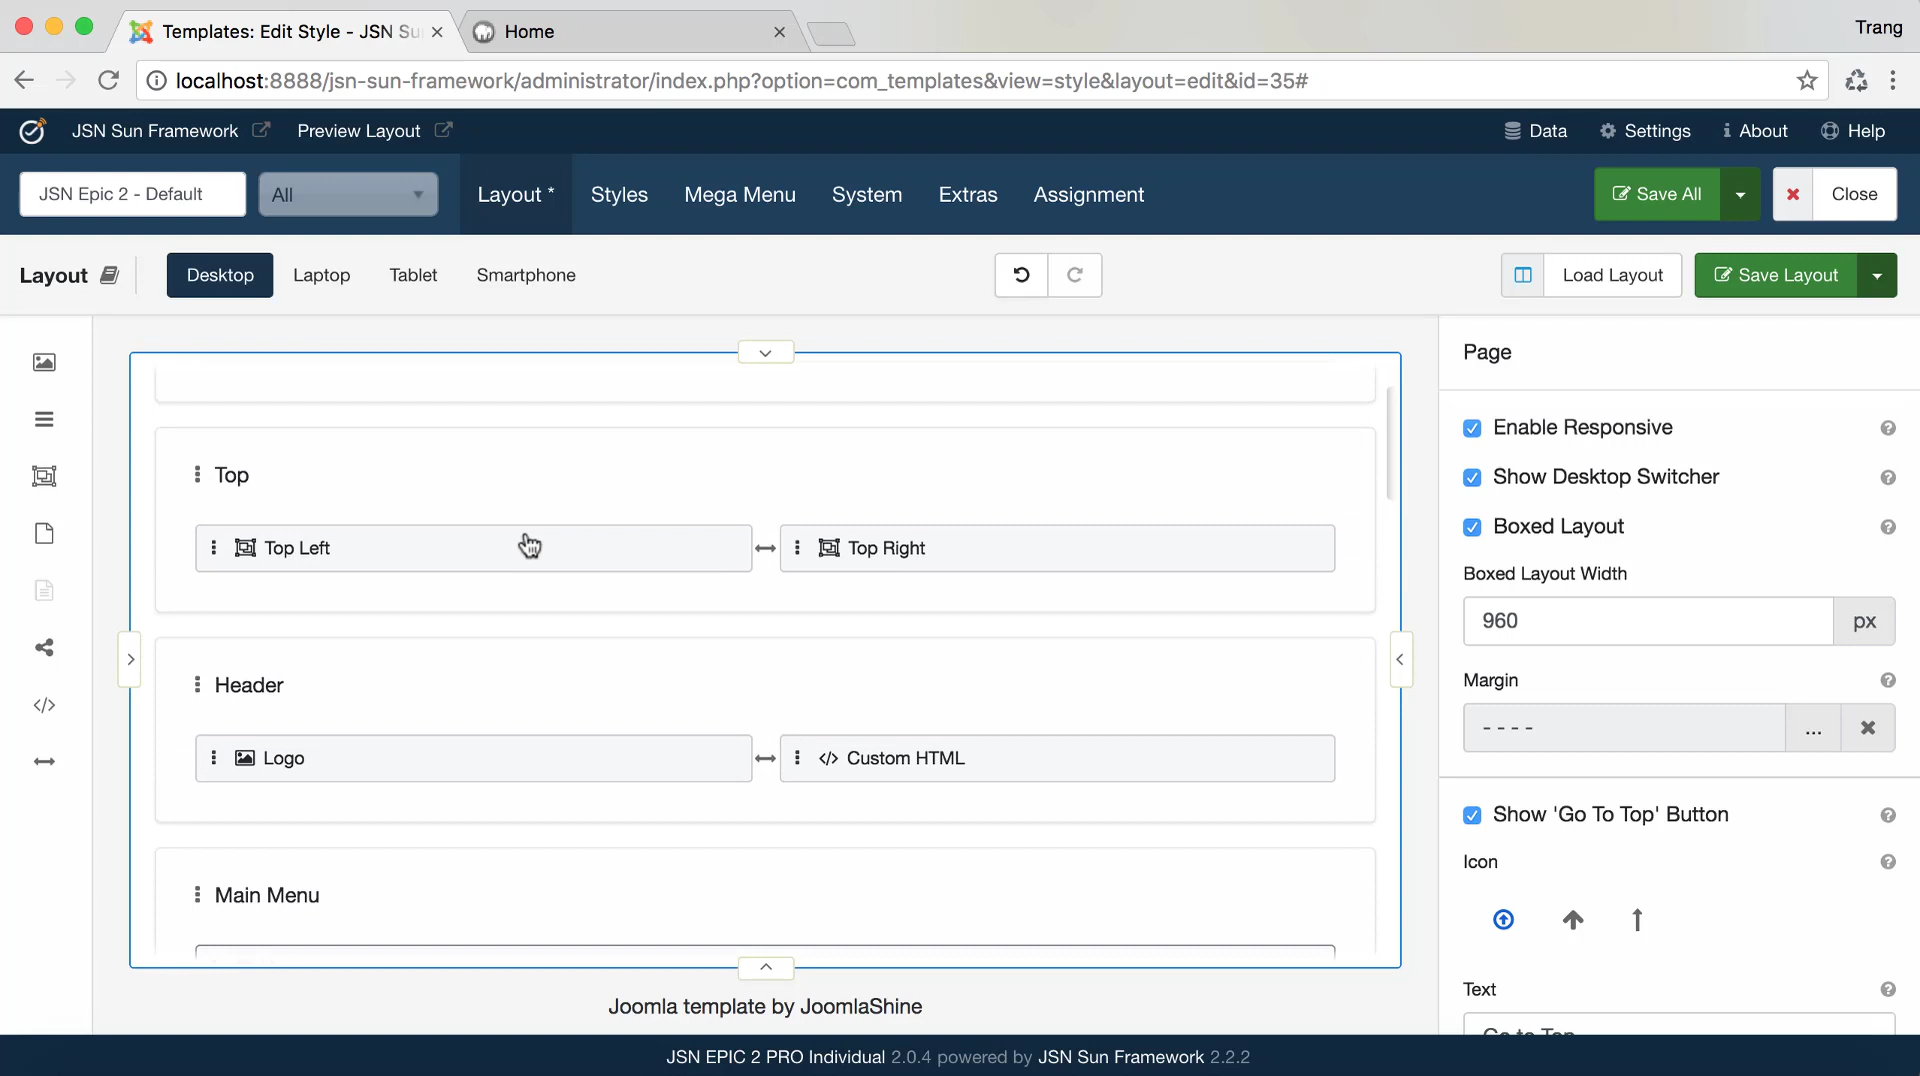 Templates: Edit Style - JSN Su
Home
Trang
localhost:8888/jsn-sun-framework/administrator/index.php?option=com_templates&view=style&layout=edit&id=35#
JSN Sun Framework
Preview Layout
Data
Settings
About
Help
JSN Epic 2 - Default
All
Layout *
Styles
Mega Menu
System
Extras
Assignment
Save All
Close
Layout
Desktop
Laptop
Tablet
Smartphone
Load Layout
Save Layout
Top
Top Left
Top Right
Header
Logo
Custom HTML
Main Menu
Joomla template by JoomlaShine
Page
Enable Responsive
Show Desktop Switcher
Boxed Layout
Boxed Layout Width
960
px
Margin
- - - -
...
Show 'Go To Top' Button
Icon
Text
Go to Top
JSN EPIC 2 PRO Individual 2.0.4 powered by JSN Sun Framework 2.2.2